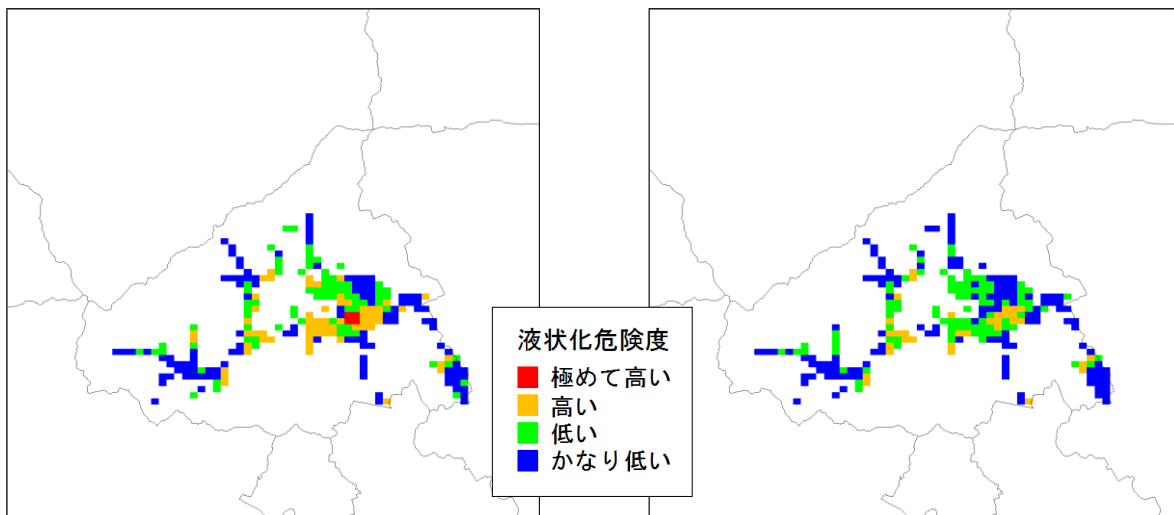 液状化危険度
極めて高い
高い
低い
かなり低い